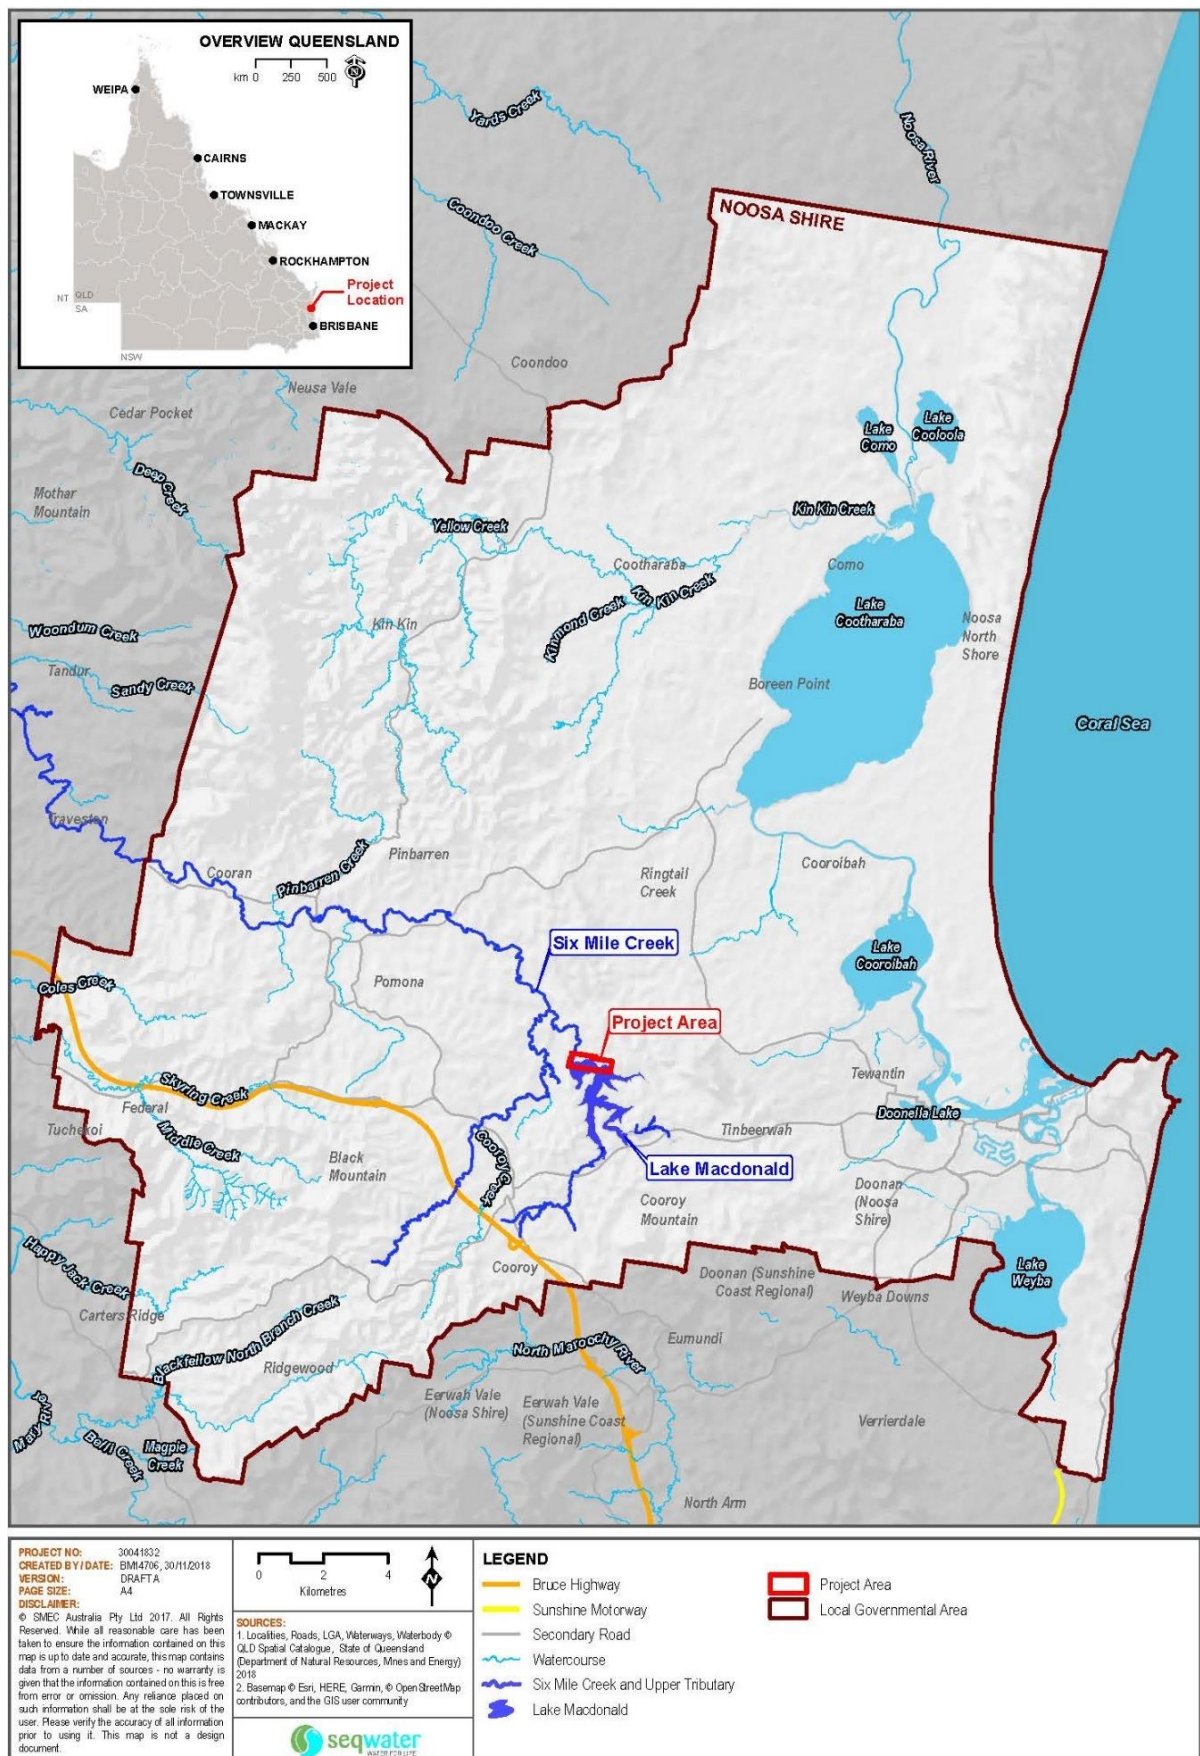 OVERVIEW QUEENSLAND
km 0 250 500
N
WEIPA
CAIRNS
TOWNSVILLE
MACKAY
ROCKHAMPTON
Project
Location
BRISBANE
NT QLD
SA
NSW
Yards Creek
Noosa River
Coondoo Creek
NOOSA SHIRE
Coondoo
Neusa Vale
Cedar Pocket
Lake
Como
Lake
Cooloola
Deep Creek
Mothar
Mountain
Kin Kin Creek
Yellow Creek
Cootharaba
Como
Kin Kin Creek
Kinmond Creek
Lake
Cootharaba
Noosa
North
Shore
Woondum Creek
Kin Kin
Tandur
Sandy Creek
Boreen Point
Coral Sea
Traveston
Pinbarren
Cooran
Pinbarren Creek
Ringtail
Creek
Cooroibah
Six Mile Creek
Lake
Cooroibah
Coles Creek
Pomona
Project Area
Skyring Creek
Federal
Tewantin
Doonella Lake
Tuchekoi
Middle Creek
Black
Mountain
Cooroy Creek
Tinbeerwah
Lake Macdonald
Cooroy
Mountain
Doonan
(Noosa
Shire)
Happy Jack Creek
Cooroy
Doonan (Sunshine
Coast Regional)
Weyba Downs
Lake
Weyba
Carters Ridge
Blackfellow North Branch Creek
Ridgewood
North Maroochy River
Eumundi
Eerwah Vale
(Noosa Shire)
Eerwah Vale
(Sunshine Coast
Regional)
Verrierdale
Mary River
Belli Creek
Magpie
Creek
North Arm
PROJECT NO: 30041832
CREATED BY / DATE: BM14706, 30/11/2018
VERSION: DRAFT A
PAGE SIZE: A4
DISCLAIMER:
© SMEC Australia Pty Ltd 2017. All Rights
Reserved. While all reasonable care has been
taken to ensure the information contained on this
map is up to date and accurate, this map contains
data from a number of sources - no warranty is
given that the information contained on this is free
from error or omission. Any reliance placed on
such information shall be at the sole risk of the
user. Please verify the accuracy of all information
prior to using it. This map is not a design
document.
0 2 4
Kilometres
N
SOURCES:
1. Localities, Roads, LGA, Waterways, Waterbody ©
QLD Spatial Catalogue, State of Queensland
(Department of Natural Resources, Mines and Energy)
2018
2. Basemap © Esri, HERE, Garmin, © OpenStreetMap
contributors, and the GIS user community
seqwater
WATER FOR LIFE
LEGEND
Bruce Highway
Sunshine Motorway
Secondary Road
Watercourse
Six Mile Creek and Upper Tributary
Lake Macdonald
Project Area
Local Governmental Area